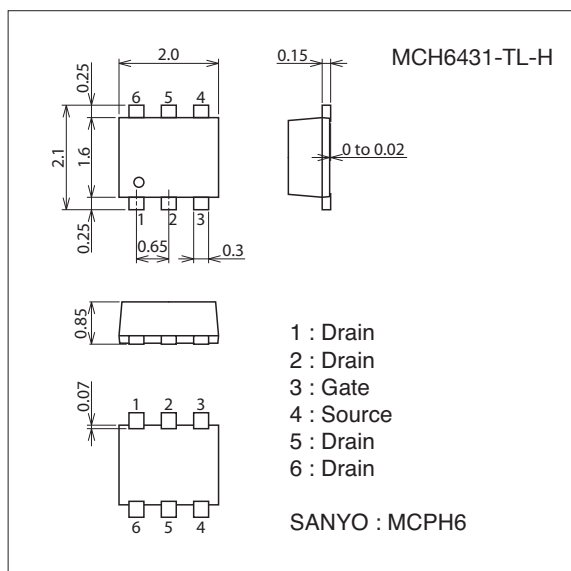 MCH6431-TL-H
2.0
0.15
0.25
6 5 4
2.1
1.6
0 to 0.02
0.25
1 2 3
0.65
0.3
0.85
1 : Drain
2 : Drain
3 : Gate
4 : Source
5 : Drain
6 : Drain
0.07
1 2 3
6 5 4
SANYO : MCPH6